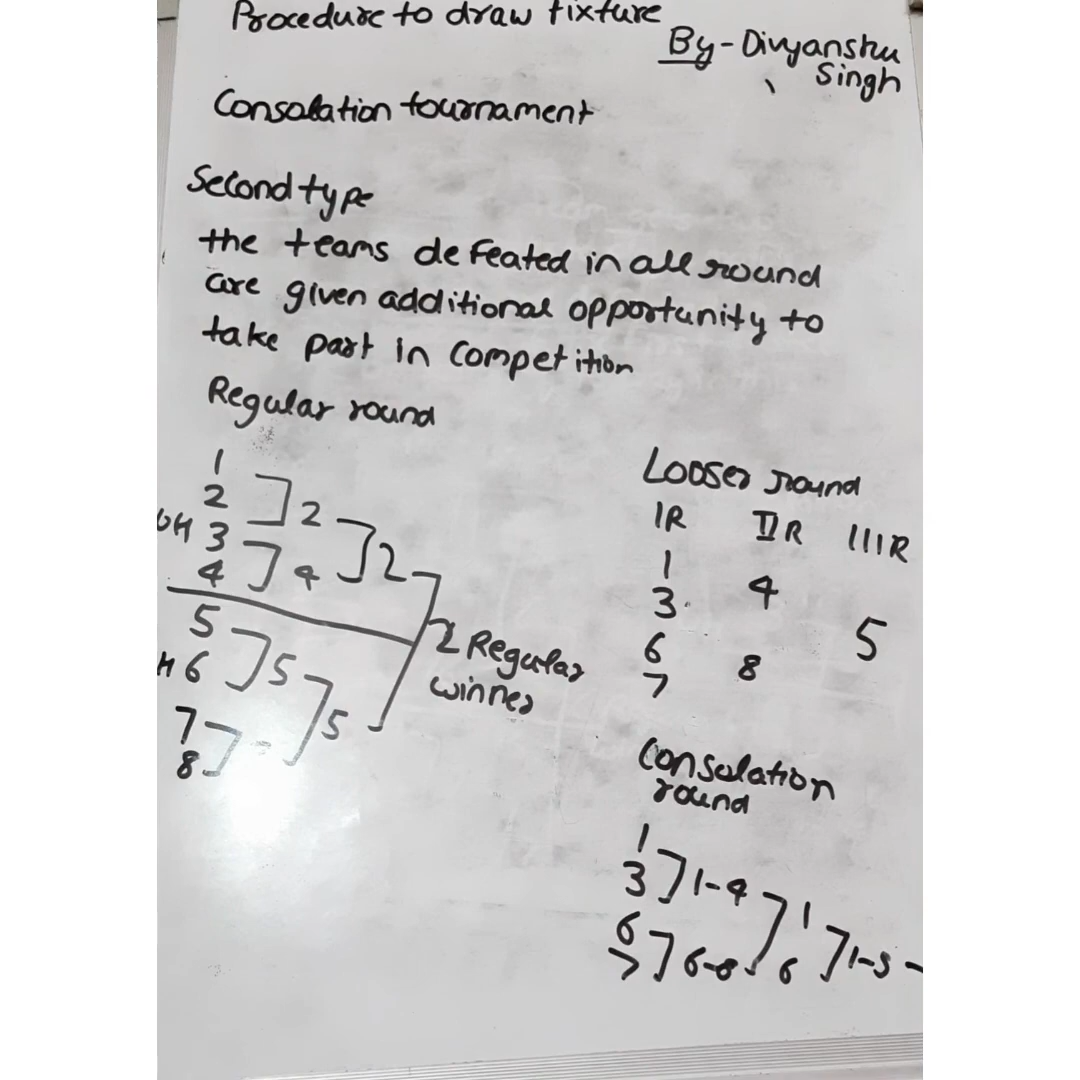 Procedure to draw fixture
By - Divyanshu
Singh
Consolation tournament
Second type
the teams defeated in all round
are given additional opportunity to
take part in competition
Regular round
1
2 ] 2
UH 3 ] 2
4 ] 4
2 Regular
winner
5
H 6 ] 5
] 5
7
8 ] -
Looser round
IR IIR IIIR
1
3 4
5
6
7 8
Consolation
round
1
3 ] 1-4
] 1
6
7 ] 6-8 6 ] 1-5 -